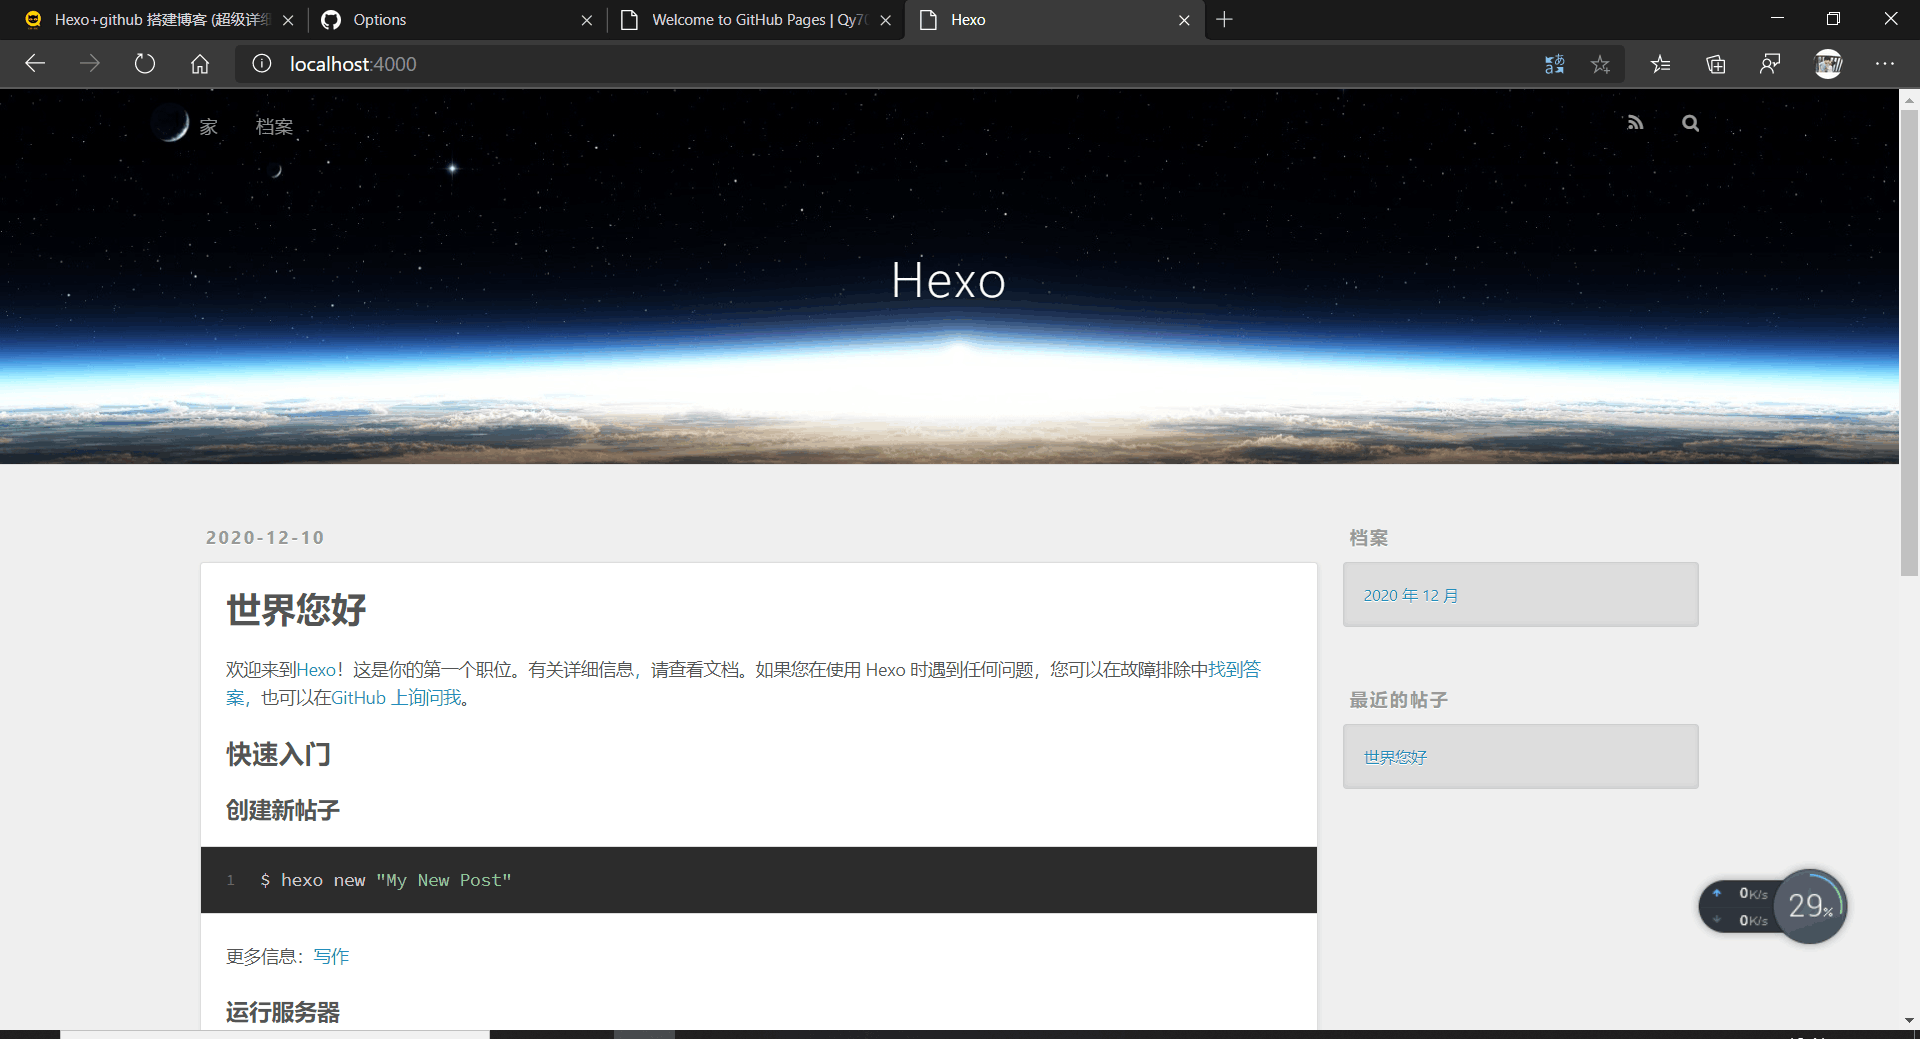 Hexo+github 搭建博客 (超级详细
Options
Welcome to GitHub Pages | Qy70
Hexo
localhost:4000
家 档案
Hexo
2020-12-10
世界您好
欢迎来到Hexo！这是你的第一个职位。有关详细信息，请查看文档。如果您在使用 Hexo 时遇到任何问题，您可以在故障排除中找到答
案，也可以在GitHub 上询问我。
快速入门
创建新帖子
1 $ hexo new "My New Post"
更多信息：写作
运行服务器
档案
2020 年 12 月
最近的帖子
世界您好
0K/s
0K/s
29%